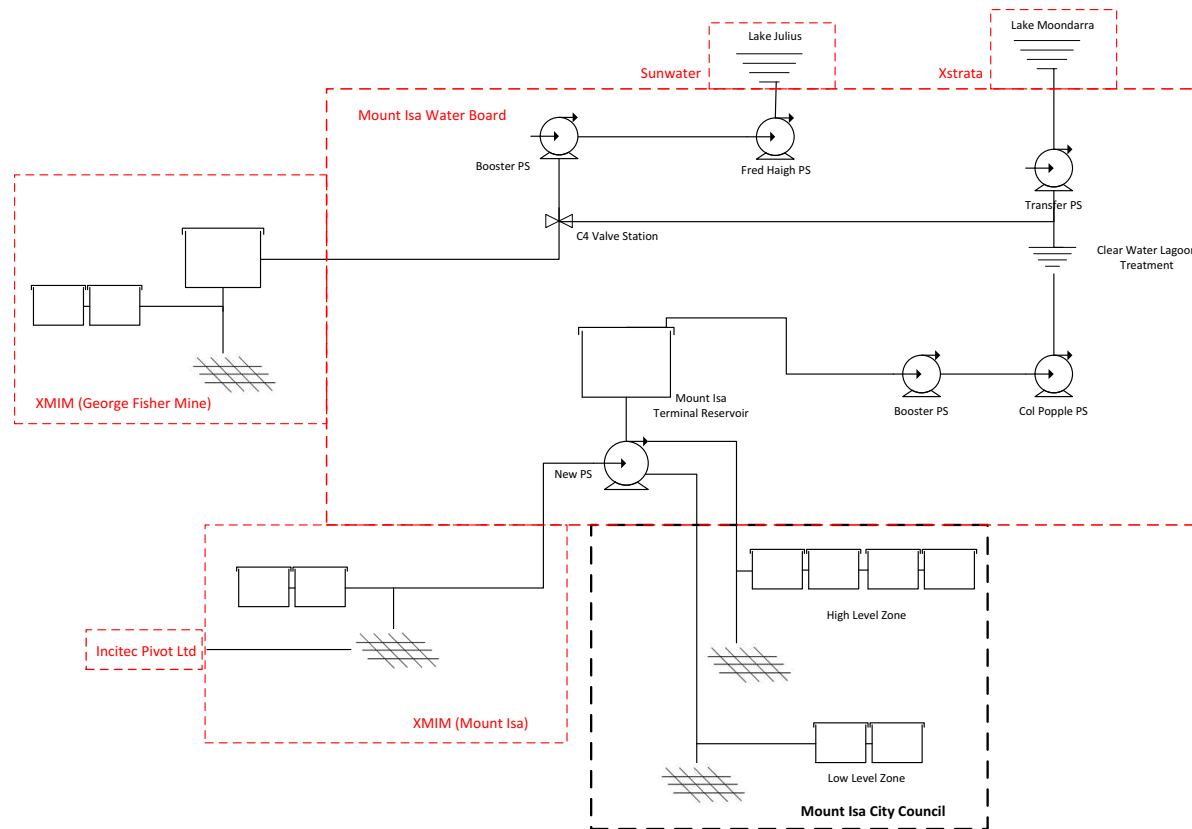 Lake Julius
Lake Moondarra
Sunwater
Xstrata
Mount Isa Water Board
Booster PS
Fred Haigh PS
Transfer PS
C4 Valve Station
Clear Water Lagoon
Treatment
XMIM (George Fisher Mine)
Mount Isa
Terminal Reservoir
Booster PS
Col Popple PS
New PS
High Level Zone
Incitec Pivot Ltd
XMIM (Mount Isa)
Low Level Zone
Mount Isa City Council